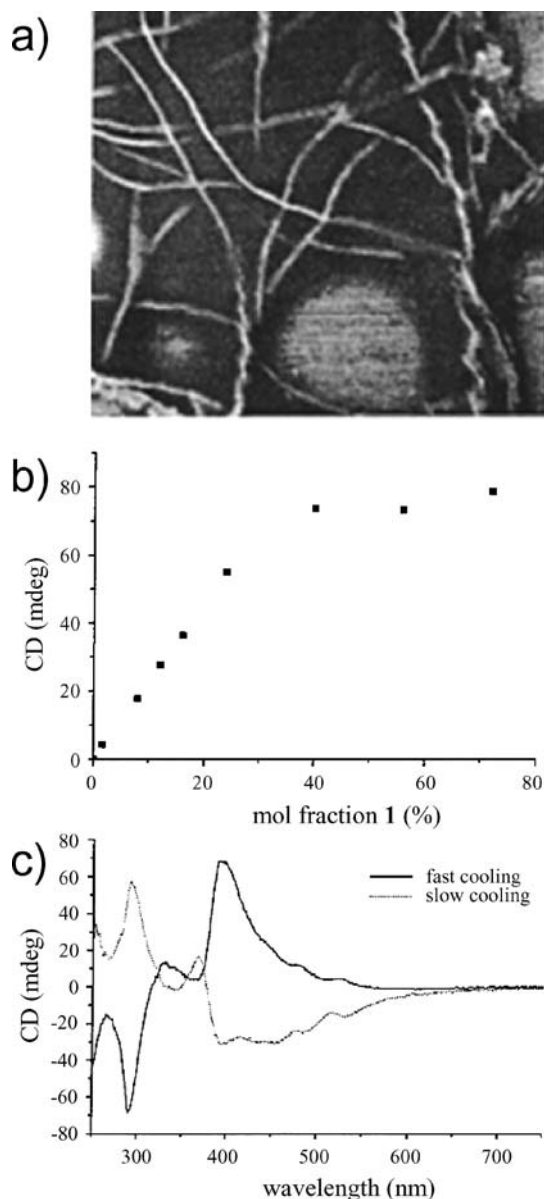 a)
b)
80
60
40
20
0
CD (mdeg)
0 20 40 60 80
mol fraction 1 (%)
c)
80
60
40
20
0
-20
-40
-60
-80
CD (mdeg)
fast cooling
slow cooling
300 400 500 600 700
wavelength (nm)